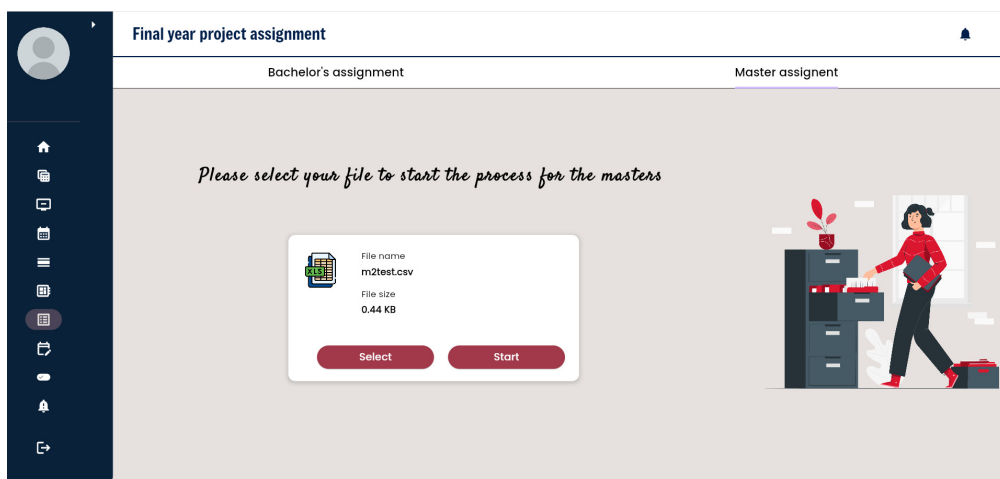 Final year project assignment
Bachelor's assignment
Master assignent
Please select your file to start the process for the masters
XLS
File name
m2test.csv
File size
0.44 KB
Select
Start